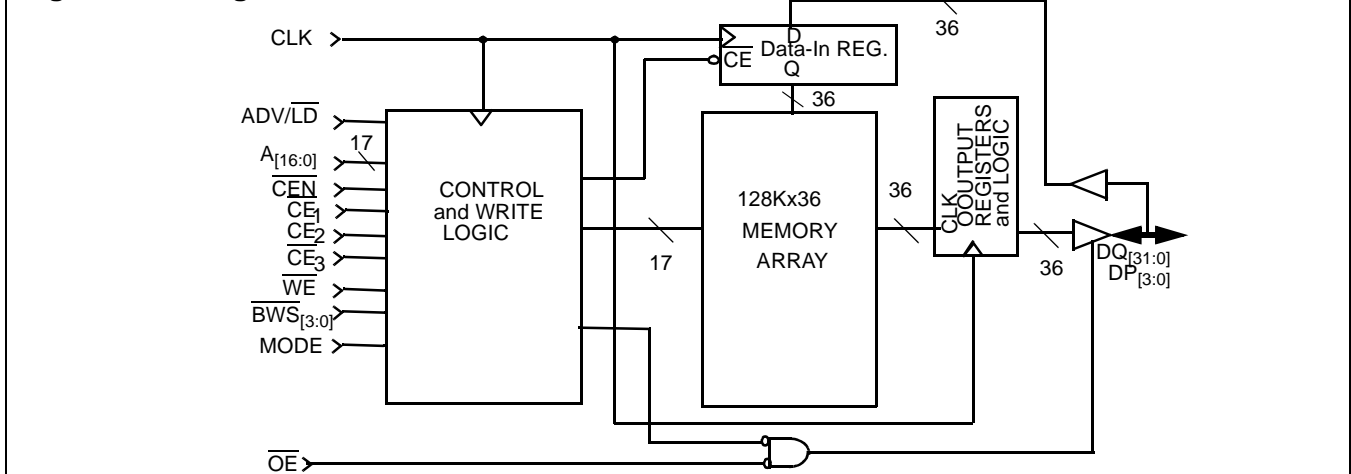 36
CLK
D
CE Data-In REG.
Q
36
ADV/LD
17
A[16:0]
CEN
CE1
CE2
CE3
WE
BWS[3:0]
MODE
CONTROL
and WRITE
LOGIC
17
128Kx36
MEMORY
ARRAY
36
CLK
OOUTPUT
REGISTERS
and LOGIC
36
DQ[31:0]
DP[3:0]
OE